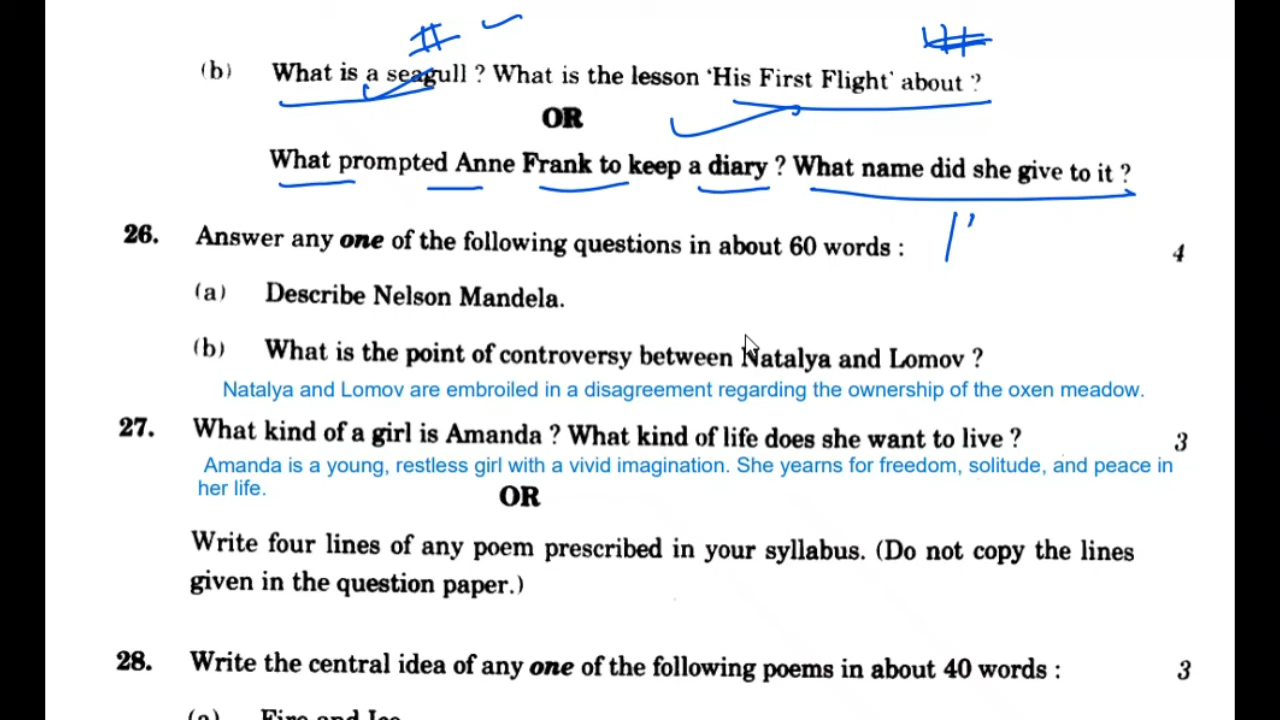 (b) What is a seagull ? What is the lesson 'His First Flight' about ?
OR
What prompted Anne Frank to keep a diary ? What name did she give to it ?
26. Answer any one of the following questions in about 60 words : 4
(a) Describe Nelson Mandela.
(b) What is the point of controversy between Natalya and Lomov ?
Natalya and Lomov are embroiled in a disagreement regarding the ownership of the oxen meadow.
27. What kind of a girl is Amanda ? What kind of life does she want to live ? 3
Amanda is a young, restless girl with a vivid imagination. She yearns for freedom, solitude, and peace in
her life.
OR
Write four lines of any poem prescribed in your syllabus. (Do not copy the lines
given in the question paper.)
28. Write the central idea of any one of the following poems in about 40 words : 3
(a) Fire and Ice